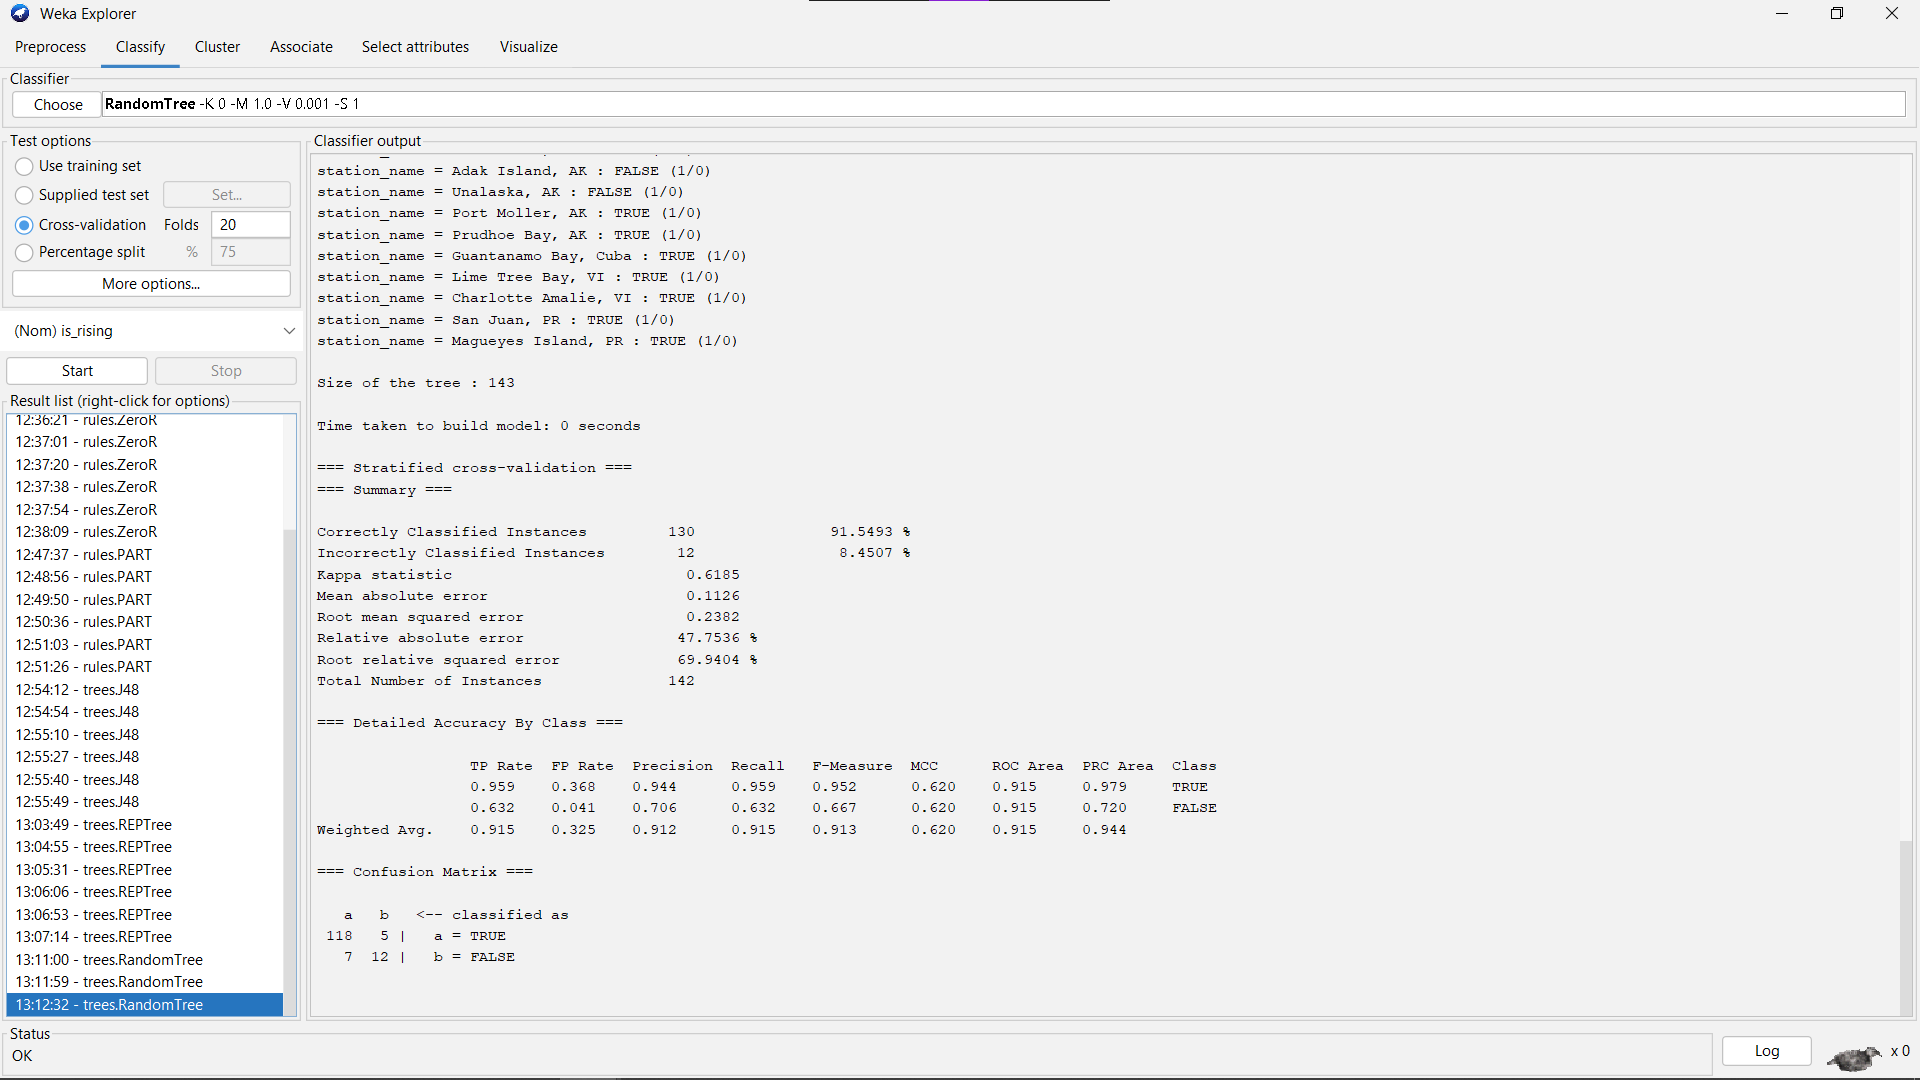 Weka Explorer
Preprocess Classify Cluster Associate Select attributes Visualize
Classifier
Choose RandomTree -K 0 -M 1.0 -V 0.001 -S 1
Test options
Use training set
Supplied test set Set...
Cross-validation Folds 20
Percentage split % 75
More options...
(Nom) is_rising
Start Stop
Result list (right-click for options)
12:36:21 - rules.ZeroR
12:37:01 - rules.ZeroR
12:37:20 - rules.ZeroR
12:37:38 - rules.ZeroR
12:37:54 - rules.ZeroR
12:38:09 - rules.ZeroR
12:47:37 - rules.PART
12:48:56 - rules.PART
12:49:50 - rules.PART
12:50:36 - rules.PART
12:51:03 - rules.PART
12:51:26 - rules.PART
12:54:12 - trees.J48
12:54:54 - trees.J48
12:55:10 - trees.J48
12:55:27 - trees.J48
12:55:40 - trees.J48
12:55:49 - trees.J48
13:03:49 - trees.REPTree
13:04:55 - trees.REPTree
13:05:31 - trees.REPTree
13:06:06 - trees.REPTree
13:06:53 - trees.REPTree
13:07:14 - trees.REPTree
13:11:00 - trees.RandomTree
13:11:59 - trees.RandomTree
13:12:32 - trees.RandomTree
Classifier output
station_name = Adak Island, AK : FALSE (1/0)
station_name = Unalaska, AK : FALSE (1/0)
station_name = Port Moller, AK : TRUE (1/0)
station_name = Prudhoe Bay, AK : TRUE (1/0)
station_name = Guantanamo Bay, Cuba : TRUE (1/0)
station_name = Lime Tree Bay, VI : TRUE (1/0)
station_name = Charlotte Amalie, VI : TRUE (1/0)
station_name = San Juan, PR : TRUE (1/0)
station_name = Magueyes Island, PR : TRUE (1/0)
Size of the tree : 143
Time taken to build model: 0 seconds
=== Stratified cross-validation ===
=== Summary ===
Correctly Classified Instances 130 91.5493 %
Incorrectly Classified Instances 12 8.4507 %
Kappa statistic 0.6185
Mean absolute error 0.1126
Root mean squared error 0.2382
Relative absolute error 47.7536 %
Root relative squared error 69.9404 %
Total Number of Instances 142
=== Detailed Accuracy By Class ===
TP Rate FP Rate Precision Recall F-Measure MCC ROC Area PRC Area Class
0.959 0.368 0.944 0.959 0.952 0.620 0.915 0.979 TRUE
0.632 0.041 0.706 0.632 0.667 0.620 0.915 0.720 FALSE
Weighted Avg. 0.915 0.325 0.912 0.915 0.913 0.620 0.915 0.944
=== Confusion Matrix ===
a b <-- classified as
118 5 | a = TRUE
7 12 | b = FALSE
Status
OK
Log x 0